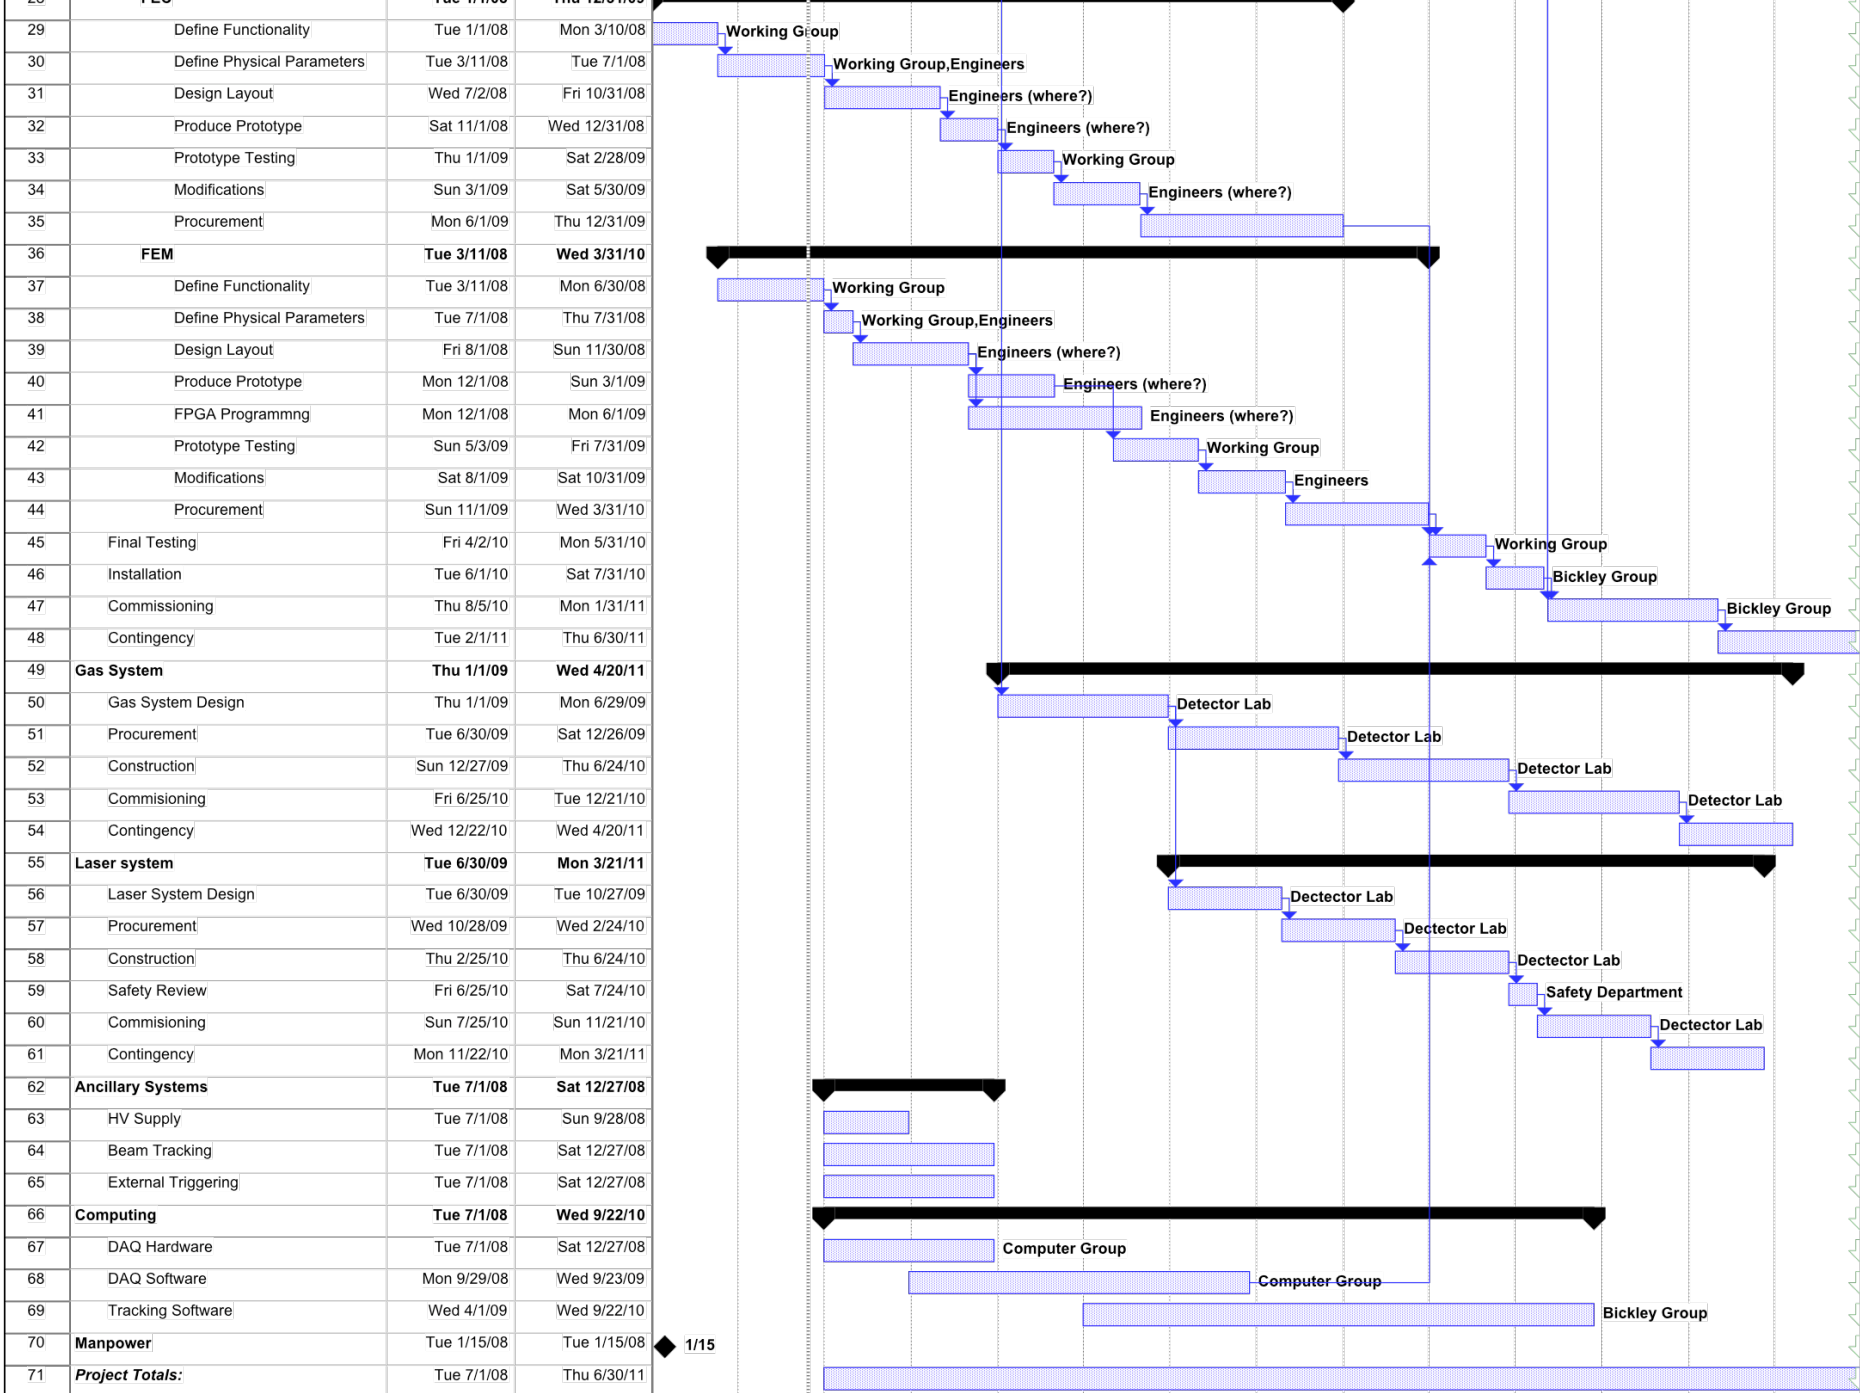 28 FEC Tue 1/1/08 Thu 12/31/09
29 Define Functionality Tue 1/1/08 Mon 3/10/08 Working Group
30 Define Physical Parameters Tue 3/11/08 Tue 7/1/08 Working Group,Engineers
31 Design Layout Wed 7/2/08 Fri 10/31/08 Engineers (where?)
32 Produce Prototype Sat 11/1/08 Wed 12/31/08 Engineers (where?)
33 Prototype Testing Thu 1/1/09 Sat 2/28/09 Working Group
34 Modifications Sun 3/1/09 Sat 5/30/09 Engineers (where?)
35 Procurement Mon 6/1/09 Thu 12/31/09
36 FEM Tue 3/11/08 Wed 3/31/10
37 Define Functionality Tue 3/11/08 Mon 6/30/08 Working Group
38 Define Physical Parameters Tue 7/1/08 Thu 7/31/08 Working Group,Engineers
39 Design Layout Fri 8/1/08 Sun 11/30/08 Engineers (where?)
40 Produce Prototype Mon 12/1/08 Sun 3/1/09 Engineers (where?)
41 FPGA Programmng Mon 12/1/08 Mon 6/1/09 Engineers (where?)
42 Prototype Testing Sun 5/3/09 Fri 7/31/09 Working Group
43 Modifications Sat 8/1/09 Sat 10/31/09 Engineers
44 Procurement Sun 11/1/09 Wed 3/31/10
45 Final Testing Fri 4/2/10 Mon 5/31/10 Working Group
46 Installation Tue 6/1/10 Sat 7/31/10 Bickley Group
47 Commissioning Thu 8/5/10 Mon 1/31/11 Bickley Group
48 Contingency Tue 2/1/11 Thu 6/30/11
49 Gas System Thu 1/1/09 Wed 4/20/11
50 Gas System Design Thu 1/1/09 Mon 6/29/09 Detector Lab
51 Procurement Tue 6/30/09 Sat 12/26/09 Detector Lab
52 Construction Sun 12/27/09 Thu 6/24/10 Detector Lab
53 Commisioning Fri 6/25/10 Tue 12/21/10 Detector Lab
54 Contingency Wed 12/22/10 Wed 4/20/11
55 Laser system Tue 6/30/09 Mon 3/21/11
56 Laser System Design Tue 6/30/09 Tue 10/27/09 Dectector Lab
57 Procurement Wed 10/28/09 Wed 2/24/10 Dectector Lab
58 Construction Thu 2/25/10 Thu 6/24/10 Dectector Lab
59 Safety Review Fri 6/25/10 Sat 7/24/10 Safety Department
60 Commisioning Sun 7/25/10 Sun 11/21/10 Dectector Lab
61 Contingency Mon 11/22/10 Mon 3/21/11
62 Ancillary Systems Tue 7/1/08 Sat 12/27/08
63 HV Supply Tue 7/1/08 Sun 9/28/08
64 Beam Tracking Tue 7/1/08 Sat 12/27/08
65 External Triggering Tue 7/1/08 Sat 12/27/08
66 Computing Tue 7/1/08 Wed 9/22/10
67 DAQ Hardware Tue 7/1/08 Sat 12/27/08 Computer Group
68 DAQ Software Mon 9/29/08 Wed 9/23/09 Computer Group
69 Tracking Software Wed 4/1/09 Wed 9/22/10 Bickley Group
70 Manpower Tue 1/15/08 Tue 1/15/08 1/15
71 Project Totals: Tue 7/1/08 Thu 6/30/11